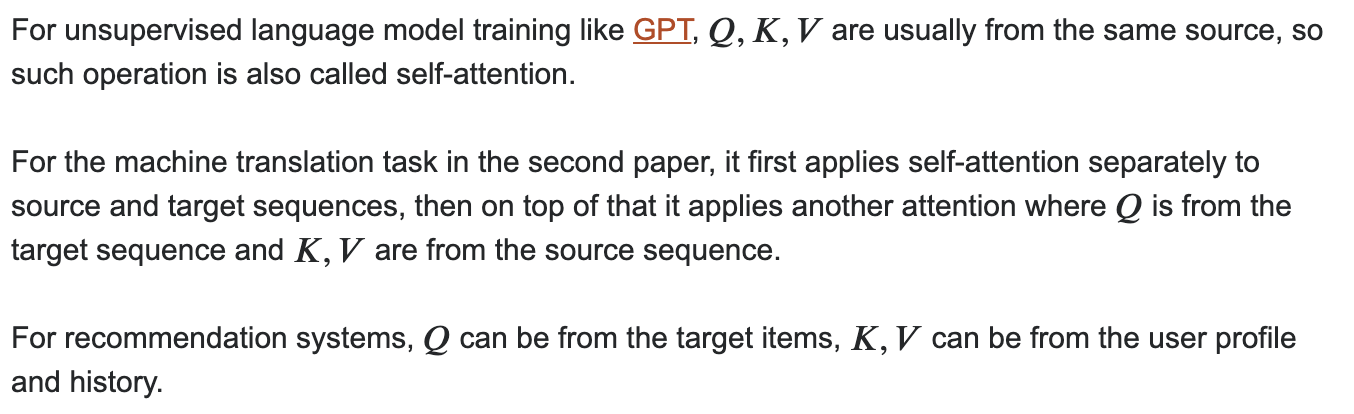 For unsupervised language model training like GPT, Q, K, V are usually from the same source, so
such operation is also called self-attention.
For the machine translation task in the second paper, it first applies self-attention separately to
source and target sequences, then on top of that it applies another attention where Q is from the
target sequence and K, V are from the source sequence.
For recommendation systems, Q can be from the target items, K, V can be from the user profile
and history.